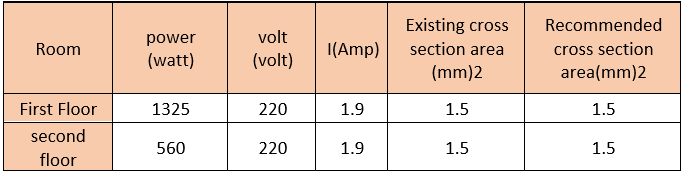 Room power (watt) volt (volt) I(Amp) Existing cross section area (mm)2 Recommended cross section area(mm)2
First Floor 1325 220 1.9 1.5 1.5
second floor 560 220 1.9 1.5 1.5